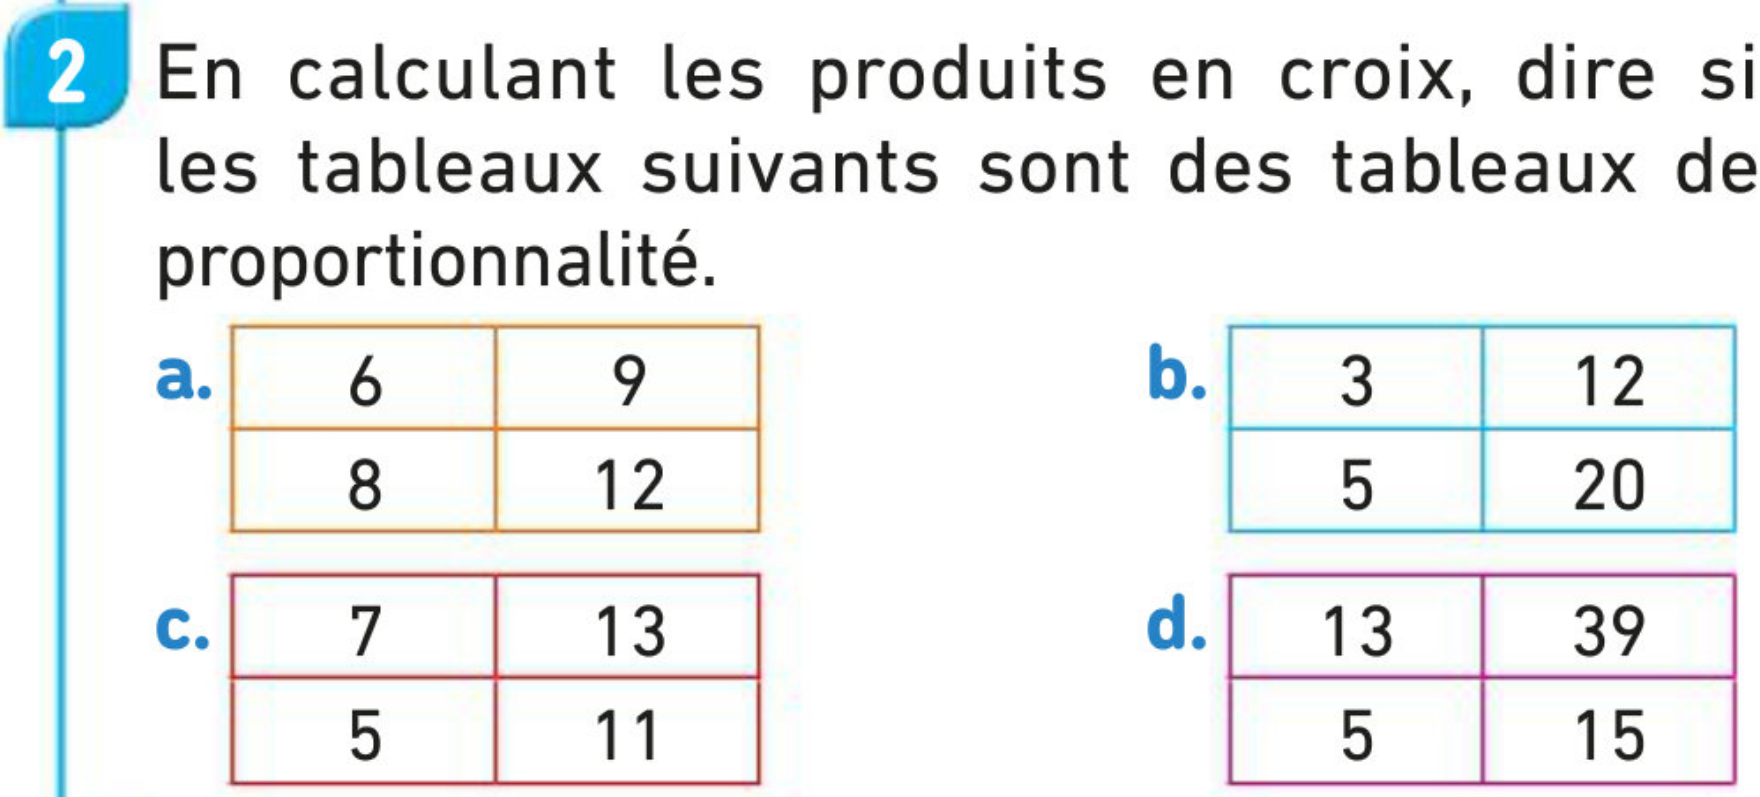 2 En calculant les produits en croix, dire si
les tableaux suivants sont des tableaux de
proportionnalité.
a. 6 9
8 12
b. 3 12
5 20
c. 7 13
5 11
d. 13 39
5 15